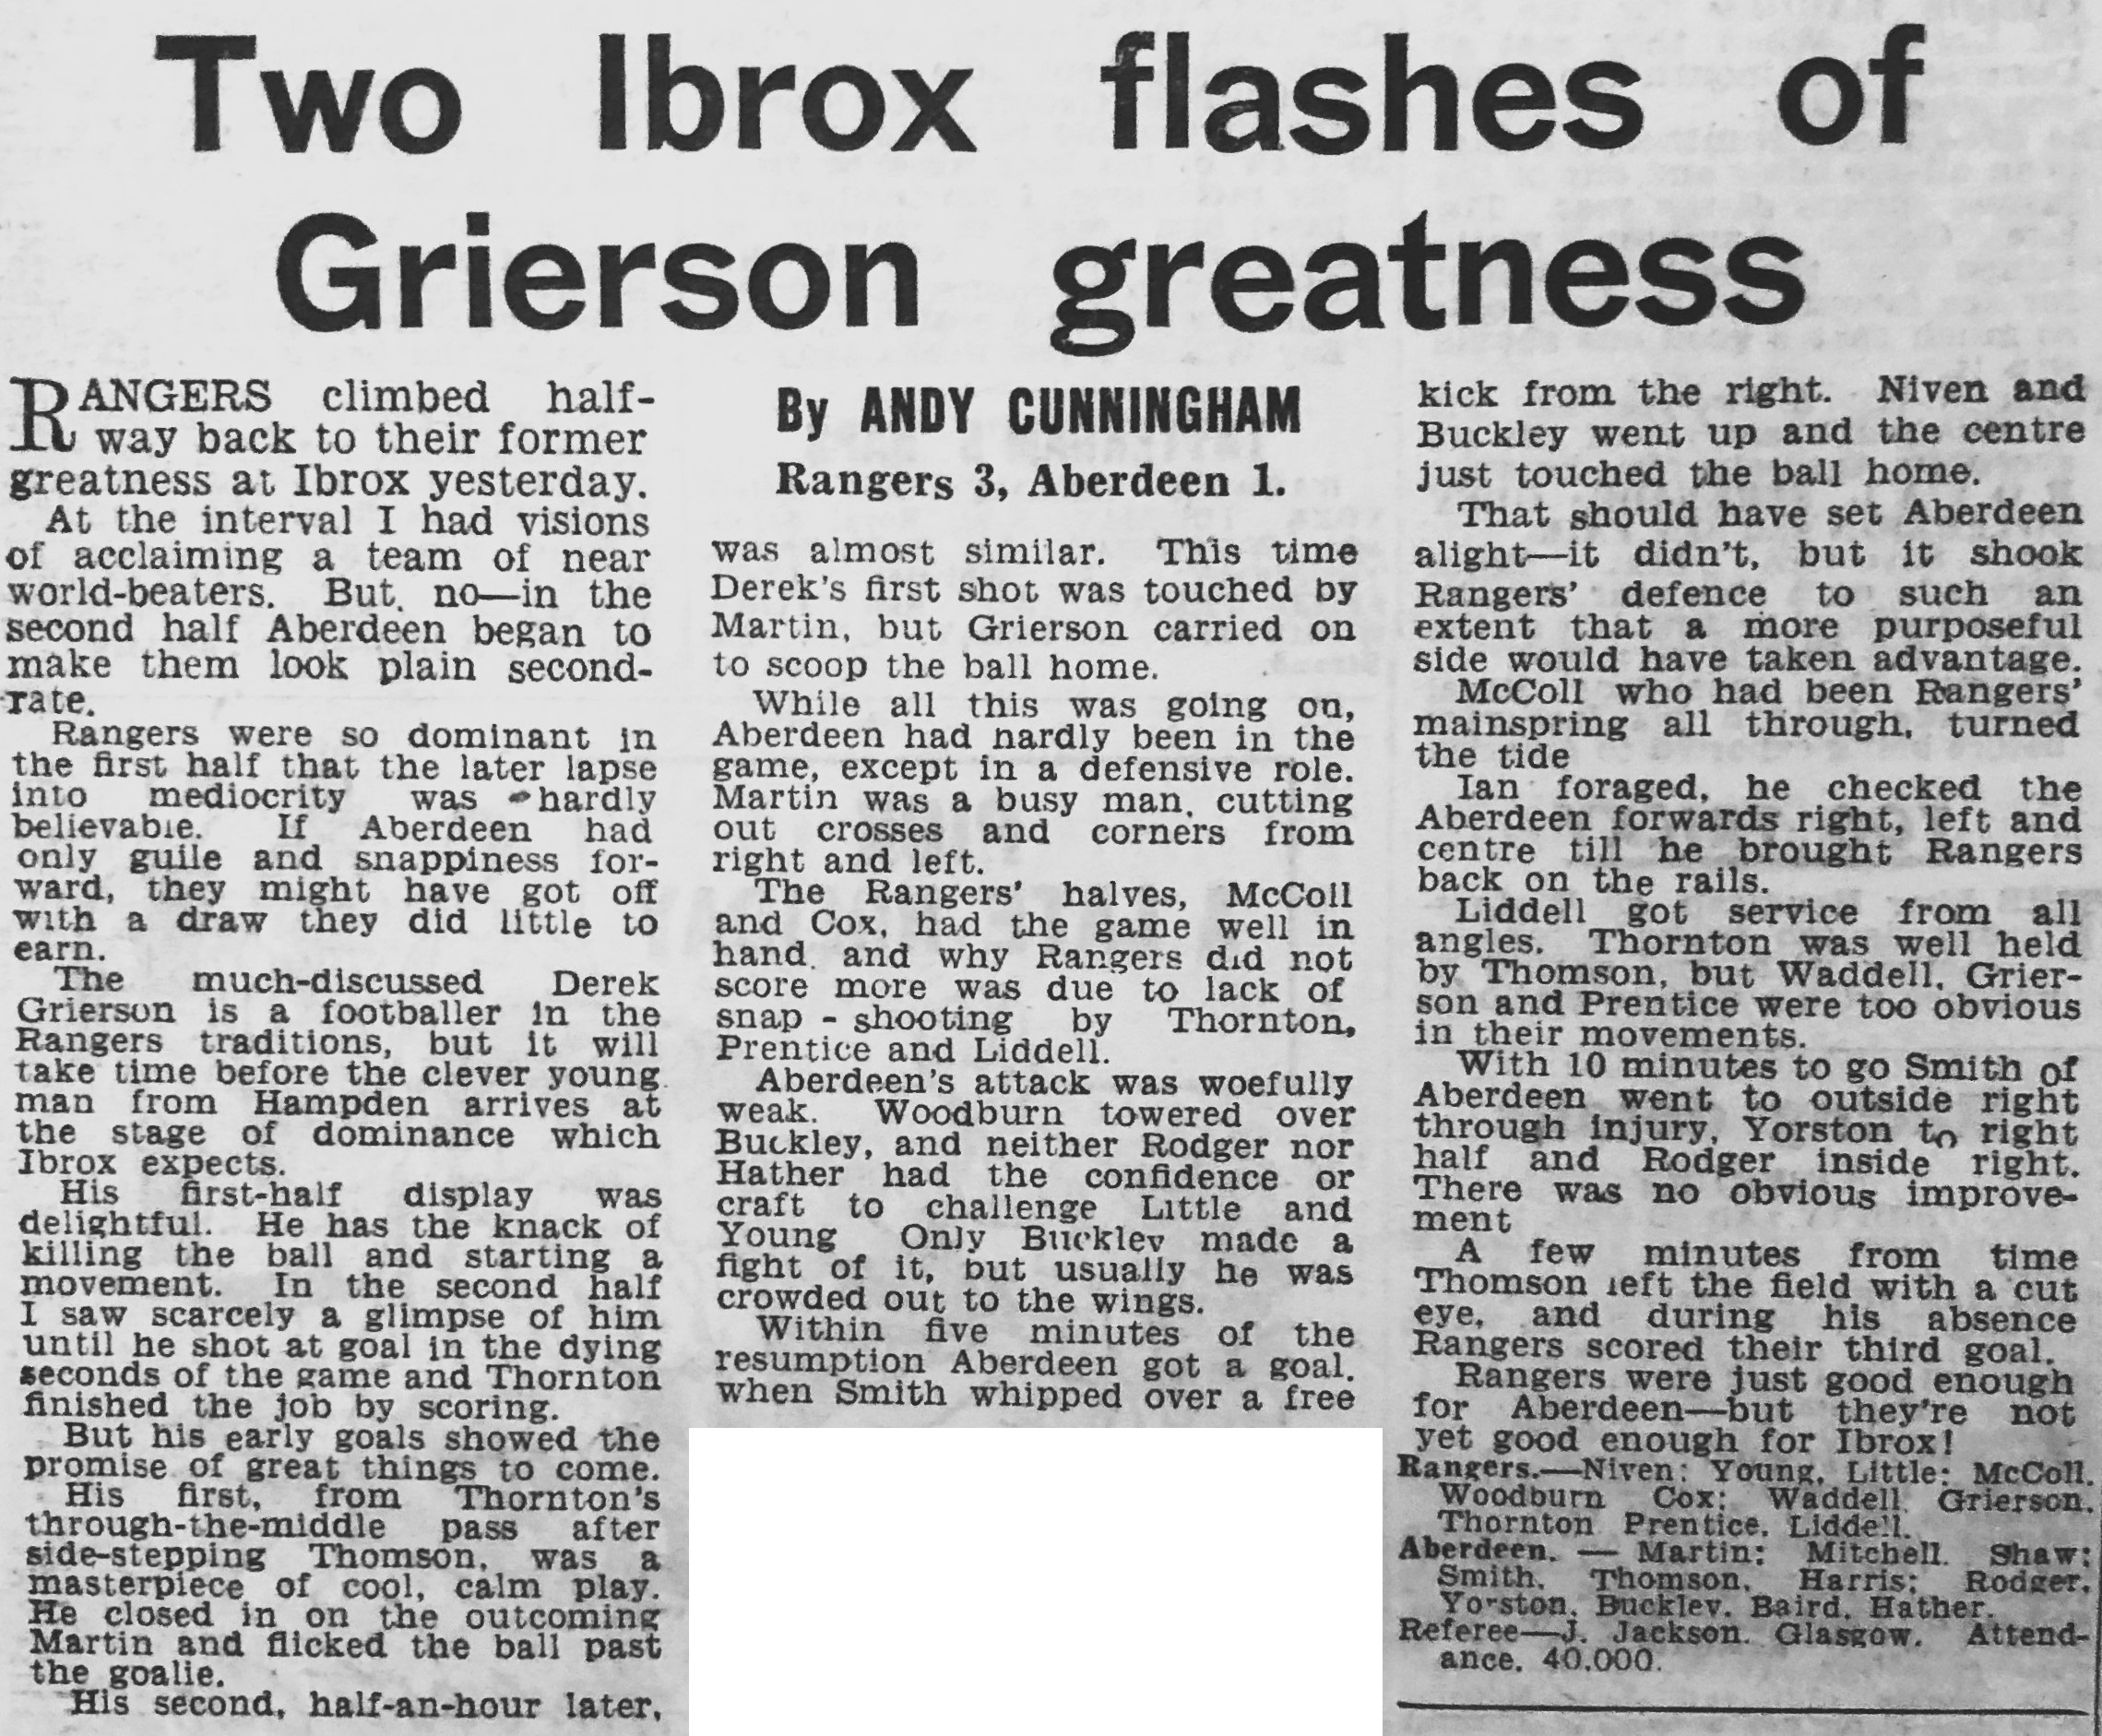 Two Ibrox flashes of
Grierson greatness
RANGERS climbed half-
way back to their former
greatness at Ibrox yesterday.
At the interval I had visions
of acclaiming a team of near
world-beaters. But, no—in the
second half Aberdeen began to
make them look plain second-
rate.
Rangers were so dominant in
the first half that the later lapse
into mediocrity was hardly
believable. If Aberdeen had
only guile and snappiness for-
ward, they might have got off
with a draw they did little to
earn.
The much-discussed Derek
Grierson is a footballer in the
Rangers traditions, but it will
take time before the clever young
man from Hampden arrives at
the stage of dominance which
Ibrox expects.
His first-half display was
delightful. He has the knack of
killing the ball and starting a
movement. In the second half
I saw scarcely a glimpse of him
until he shot at goal in the dying
seconds of the game and Thornton
finished the job by scoring.
But his early goals showed the
promise of great things to come.
His first, from Thornton's
through-the-middle pass after
side-stepping Thomson, was a
masterpiece of cool, calm play.
He closed in on the outcoming
Martin and flicked the ball past
the goalie.
His second, half-an-hour later,
By ANDY CUNNINGHAM
Rangers 3, Aberdeen 1.
was almost similar. This time
Derek's first shot was touched by
Martin, but Grierson carried on
to scoop the ball home.
While all this was going on,
Aberdeen had hardly been in the
game, except in a defensive role.
Martin was a busy man, cutting
out crosses and corners from
right and left.
The Rangers' halves, McColl
and Cox, had the game well in
hand, and why Rangers did not
score more was due to lack of
snap - shooting by Thornton,
Prentice and Liddell.
Aberdeen's attack was woefully
weak. Woodburn towered over
Buckley, and neither Rodger nor
Hather had the confidence or
craft to challenge Little and
Young Only Buckley made a
fight of it, but usually he was
crowded out to the wings.
Within five minutes of the
resumption Aberdeen got a goal,
when Smith whipped over a free
kick from the right. Niven and
Buckley went up and the centre
just touched the ball home.
That should have set Aberdeen
alight—it didn't, but it shook
Rangers' defence to such an
extent that a more purposeful
side would have taken advantage.
McColl who had been Rangers'
mainspring all through, turned
the tide
Ian foraged, he checked the
Aberdeen forwards right, left and
centre till he brought Rangers
back on the rails.
Liddell got service from all
angles. Thornton was well held
by Thomson, but Waddell, Grier-
son and Prentice were too obvious
in their movements.
With 10 minutes to go Smith of
Aberdeen went to outside right
through injury, Yorston to right
half and Rodger inside right.
There was no obvious improve-
ment
A few minutes from time
Thomson left the field with a cut
eye, and during his absence
Rangers scored their third goal.
Rangers were just good enough
for Aberdeen—but they're not
yet good enough for Ibrox!
Rangers.—Niven; Young, Little; McColl,
Woodburn Cox; Waddell, Grierson,
Thornton Prentice, Liddell.
Aberdeen. — Martin; Mitchell, Shaw;
Smith, Thomson, Harris; Rodger,
Yorston, Buckley, Baird, Hather.
Referee—J. Jackson, Glasgow. Attend-
ance, 40,000.